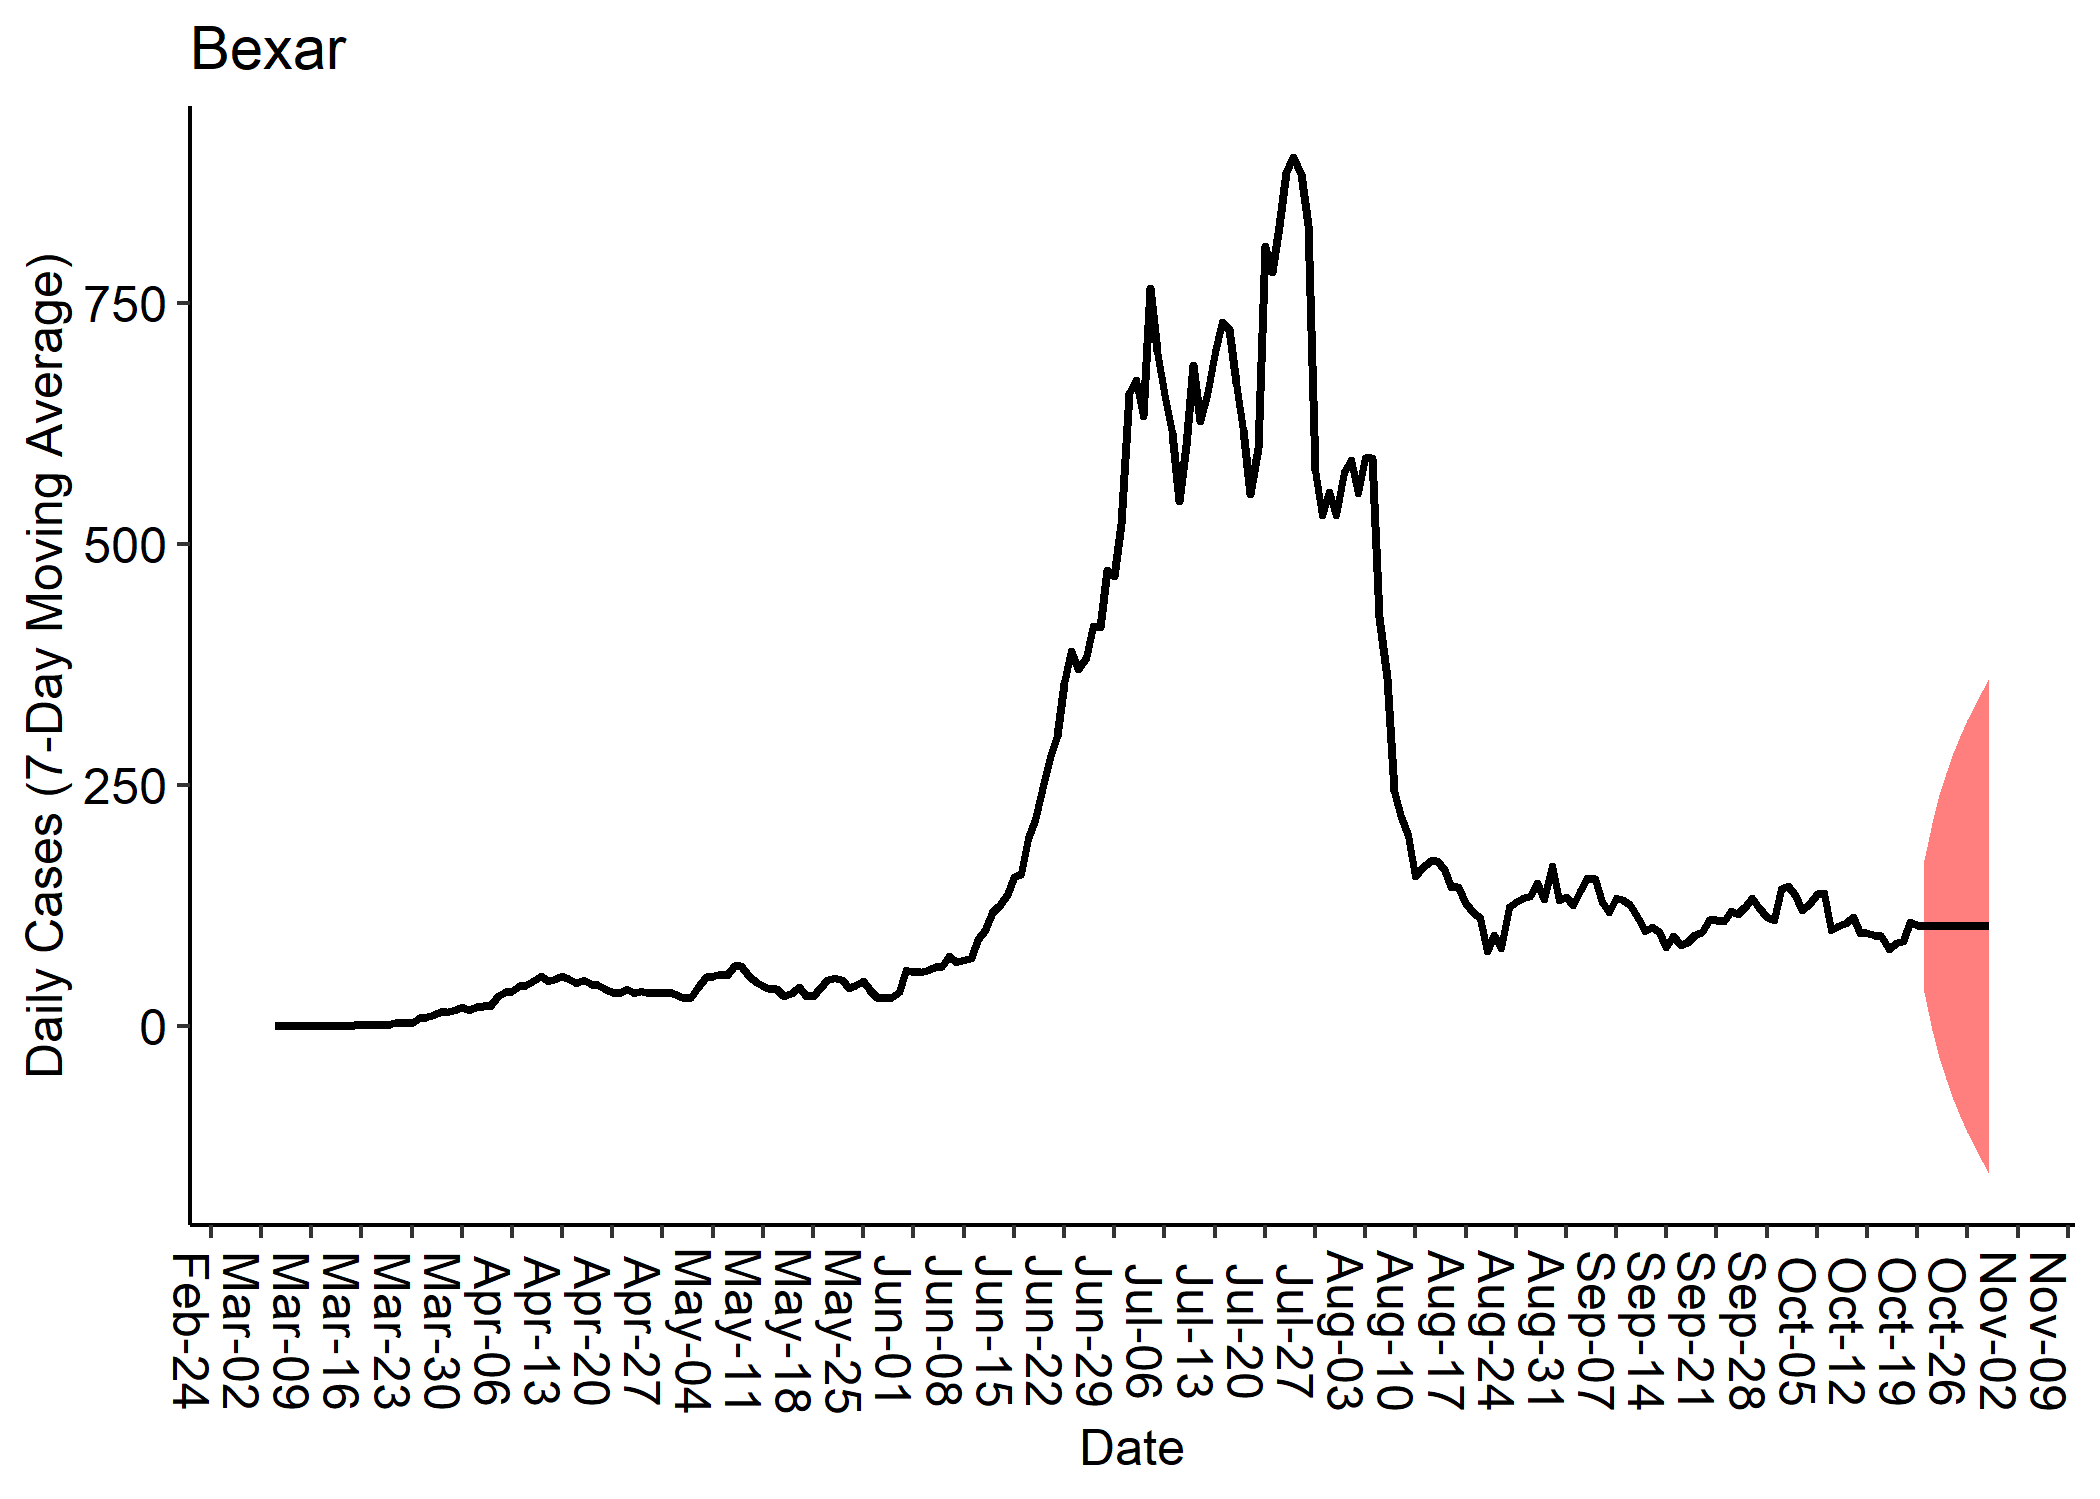 Bexar
Daily Cases (7-Day Moving Average)
750
500
250
0
Feb-24
Mar-02
Mar-09
Mar-16
Mar-23
Mar-30
Apr-06
Apr-13
Apr-20
Apr-27
May-04
May-11
May-18
May-25
Jun-01
Jun-08
Jun-15
Jun-22
Jun-29
Jul-06
Jul-13
Jul-20
Jul-27
Aug-03
Aug-10
Aug-17
Aug-24
Aug-31
Sep-07
Sep-14
Sep-21
Sep-28
Oct-05
Oct-12
Oct-19
Oct-26
Nov-02
Nov-09
Date